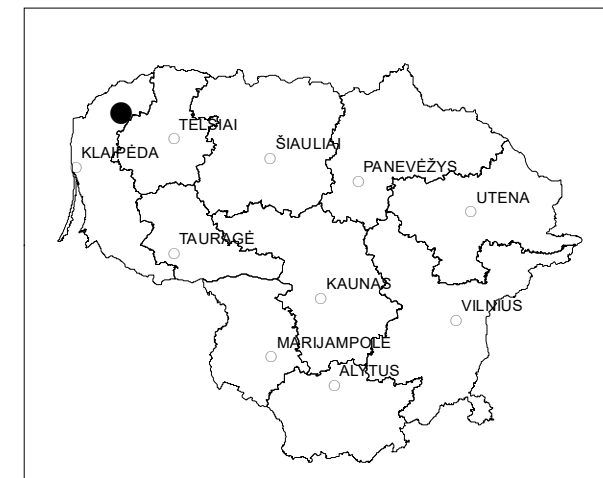 TELŠIAI
ŠIAULIAI
KLAIPĖDA
PANEVĖŽYS
UTENA
TAURAGĖ
KAUNAS
VILNIUS
MARIJAMPOLĖ
ALYTUS